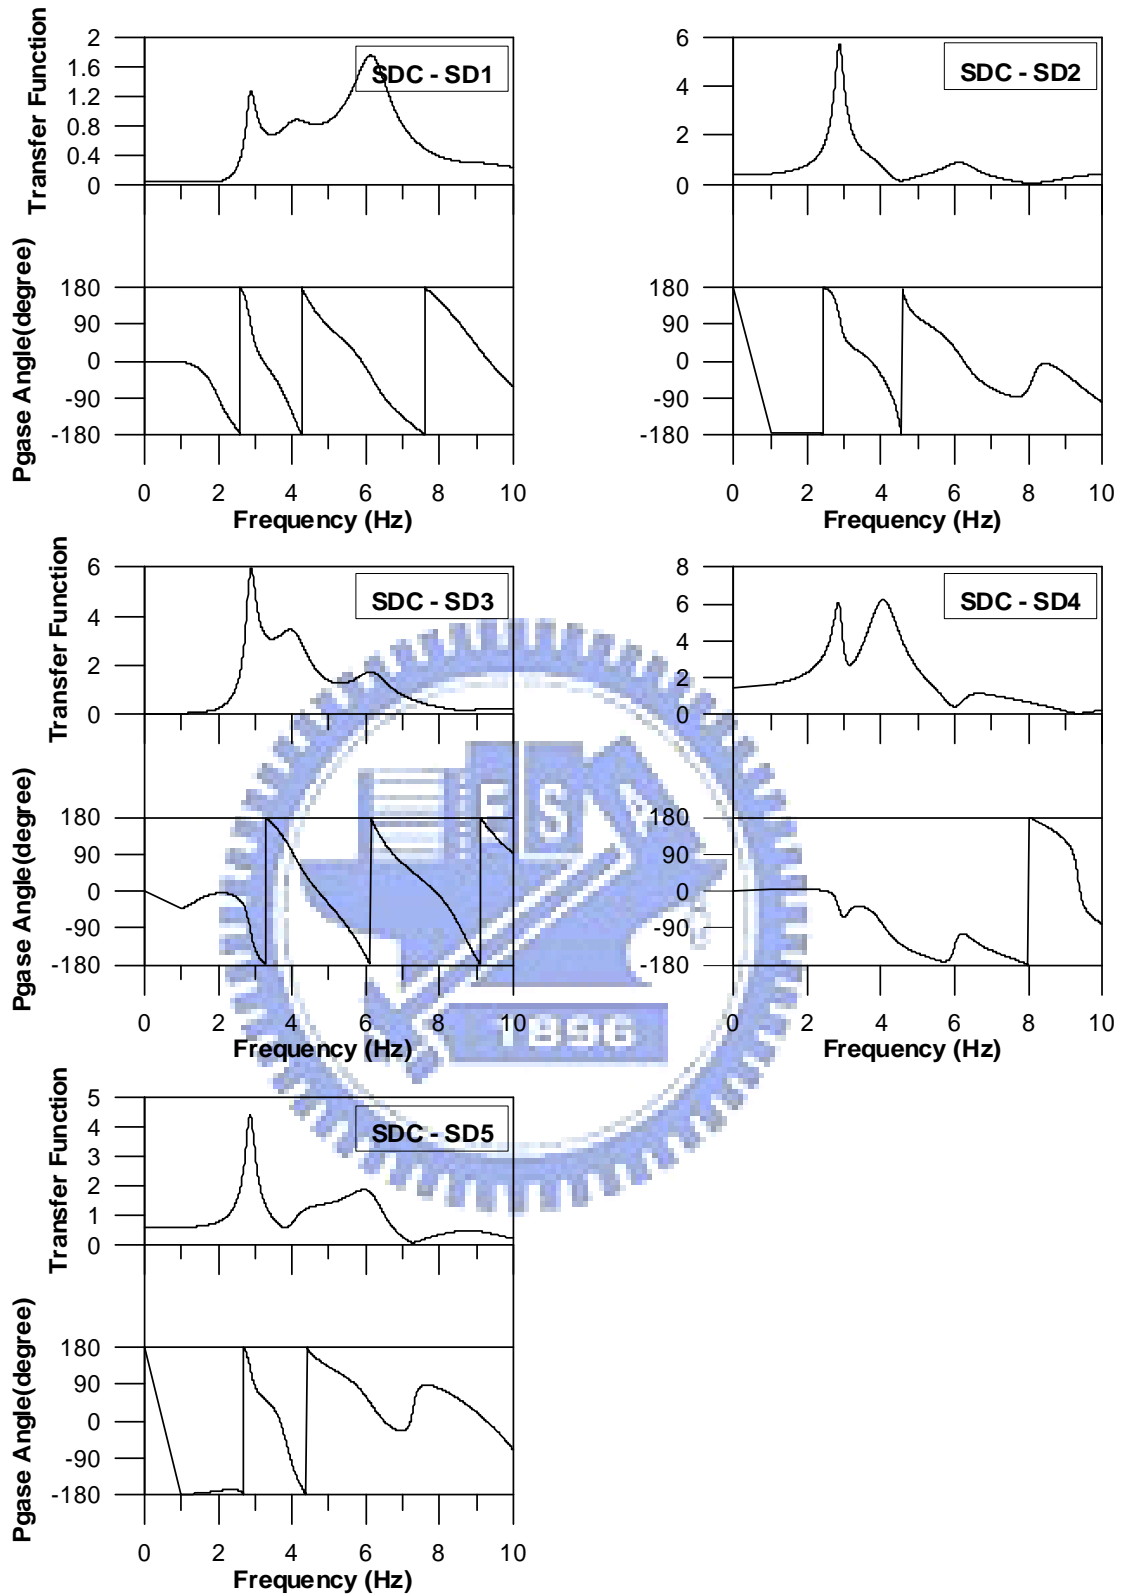 Transfer Function
2
1.6
1.2
0.8
0.4
0
SDC - SD1
Pgase Angle(degree)
180
90
0
-90
-180
0 2 4 6 8 10
Frequency (Hz)
6
4
2
0
SDC - SD2
180
90
0
-90
-180
0 2 4 6 8 10
Frequency (Hz)
Transfer Function
6
4
2
0
SDC - SD3
Pgase Angle(degree)
180
90
0
-90
-180
0 2 4 6 8 10
Frequency (Hz)
8
6
4
2
0
SDC - SD4
180
90
0
-90
-180
0 2 4 6 8 10
Frequency (Hz)
E S A
1896
Transfer Function
5
4
3
2
1
0
SDC - SD5
Pgase Angle(degree)
180
90
0
-90
-180
0 2 4 6 8 10
Frequency (Hz)